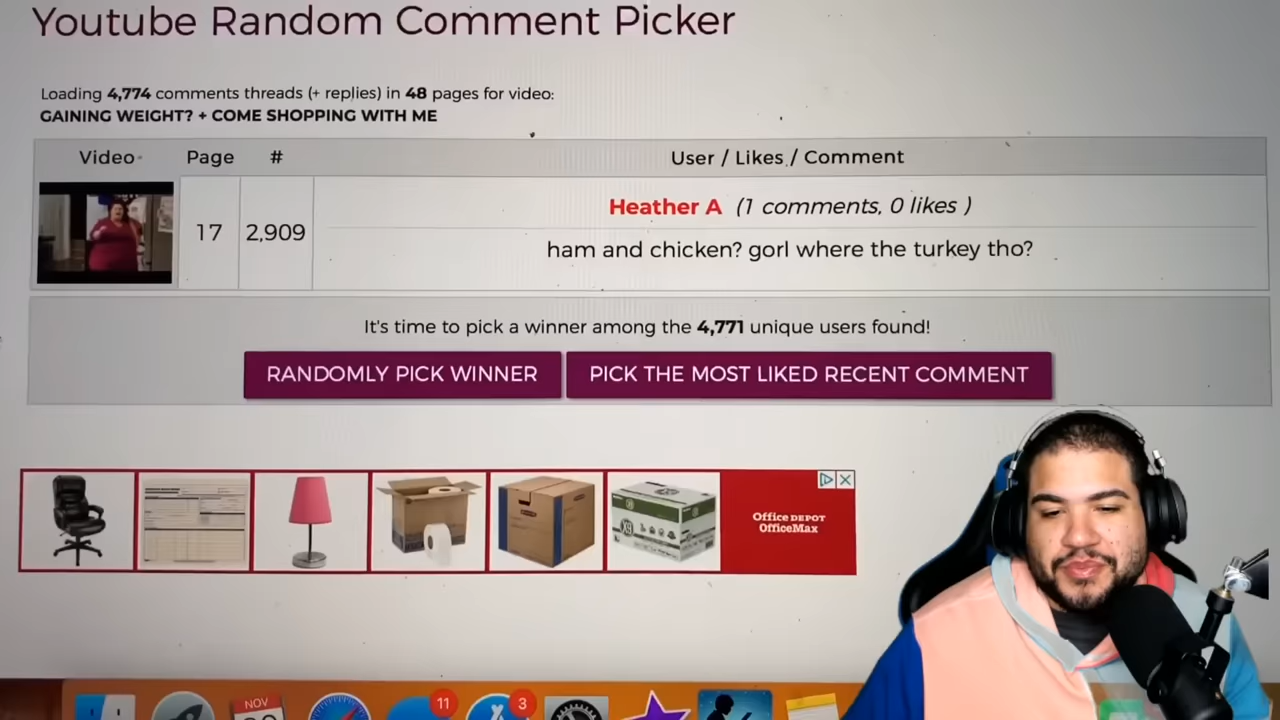 Youtube Random Comment Picker
Loading 4,774 comments threads (+ replies) in 48 pages for video:
GAINING WEIGHT? + COME SHOPPING WITH ME
Video Page # User / Likes / Comment
17 2,909 Heather A (1 comments, 0 likes )
ham and chicken? gorl where the turkey tho?
It's time to pick a winner among the 4,771 unique users found!
RANDOMLY PICK WINNER PICK THE MOST LIKED RECENT COMMENT
Office DEPOT
OfficeMax
NOV 11 3